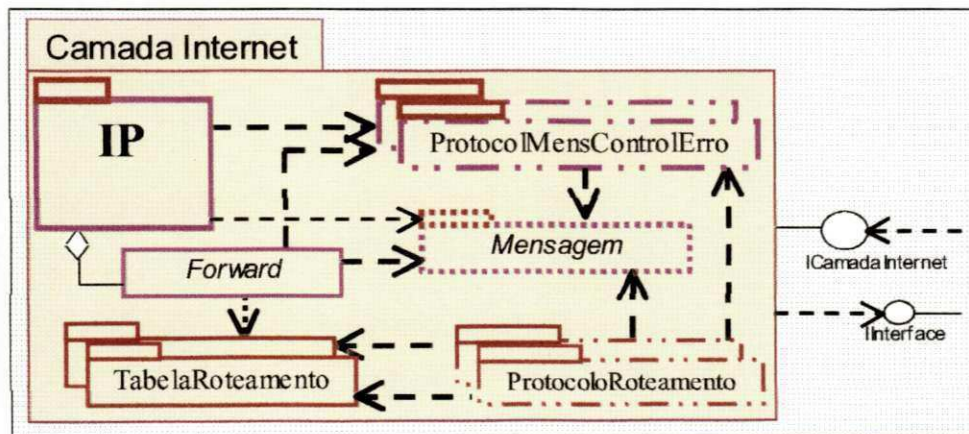 Camada Internet
IP
ProtocolMensControlErro
Mensagem
Forward
ICamadaInternet
IInterface
TabelaRoteamento
ProtocoloRoteamento